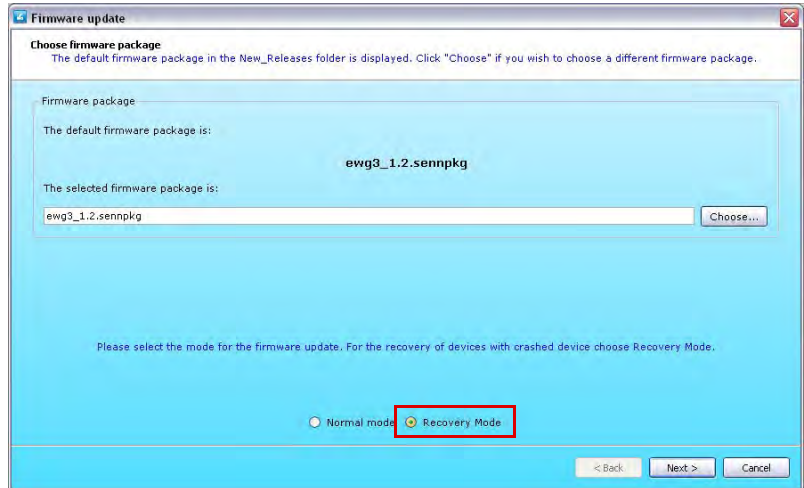 Firmware update
Choose firmware package
The default firmware package in the New_Releases folder is displayed. Click "Choose" if you wish to choose a different firmware package.
Firmware package
The default firmware package is:
ewg3_1.2.sennpkg
The selected firmware package is:
ewg3_1.2.sennpkg
Choose...
Please select the mode for the firmware update. For the recovery of devices with crashed device choose Recovery Mode.
Normal mode Recovery Mode
< Back Next > Cancel